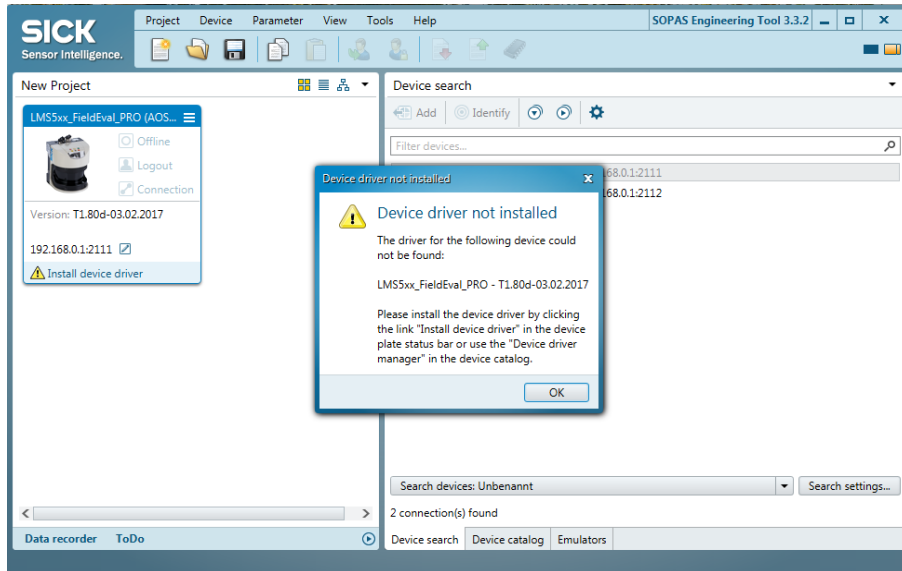 SICK
Sensor Intelligence.
Project Device Parameter View Tools Help
SOPAS Engineering Tool 3.3.2
New Project
LMS5xx_FieldEval_PRO (AOS...
Offline
Logout
Connection
Version: T1.80d-03.02.2017
192.168.0.1:2111
Install device driver
Device search
Add Identify
Filter devices...
68.0.1:2111
68.0.1:2112
Device driver not installed
Device driver not installed
The driver for the following device could
not be found:
LMS5xx_FieldEval_PRO - T1.80d-03.02.2017
Please install the device driver by clicking
the link "Install device driver" in the device
plate status bar or use the "Device driver
manager" in the device catalog.
OK
Search devices: Unbenannt
Search settings...
2 connection(s) found
Data recorder ToDo
Device search Device catalog Emulators